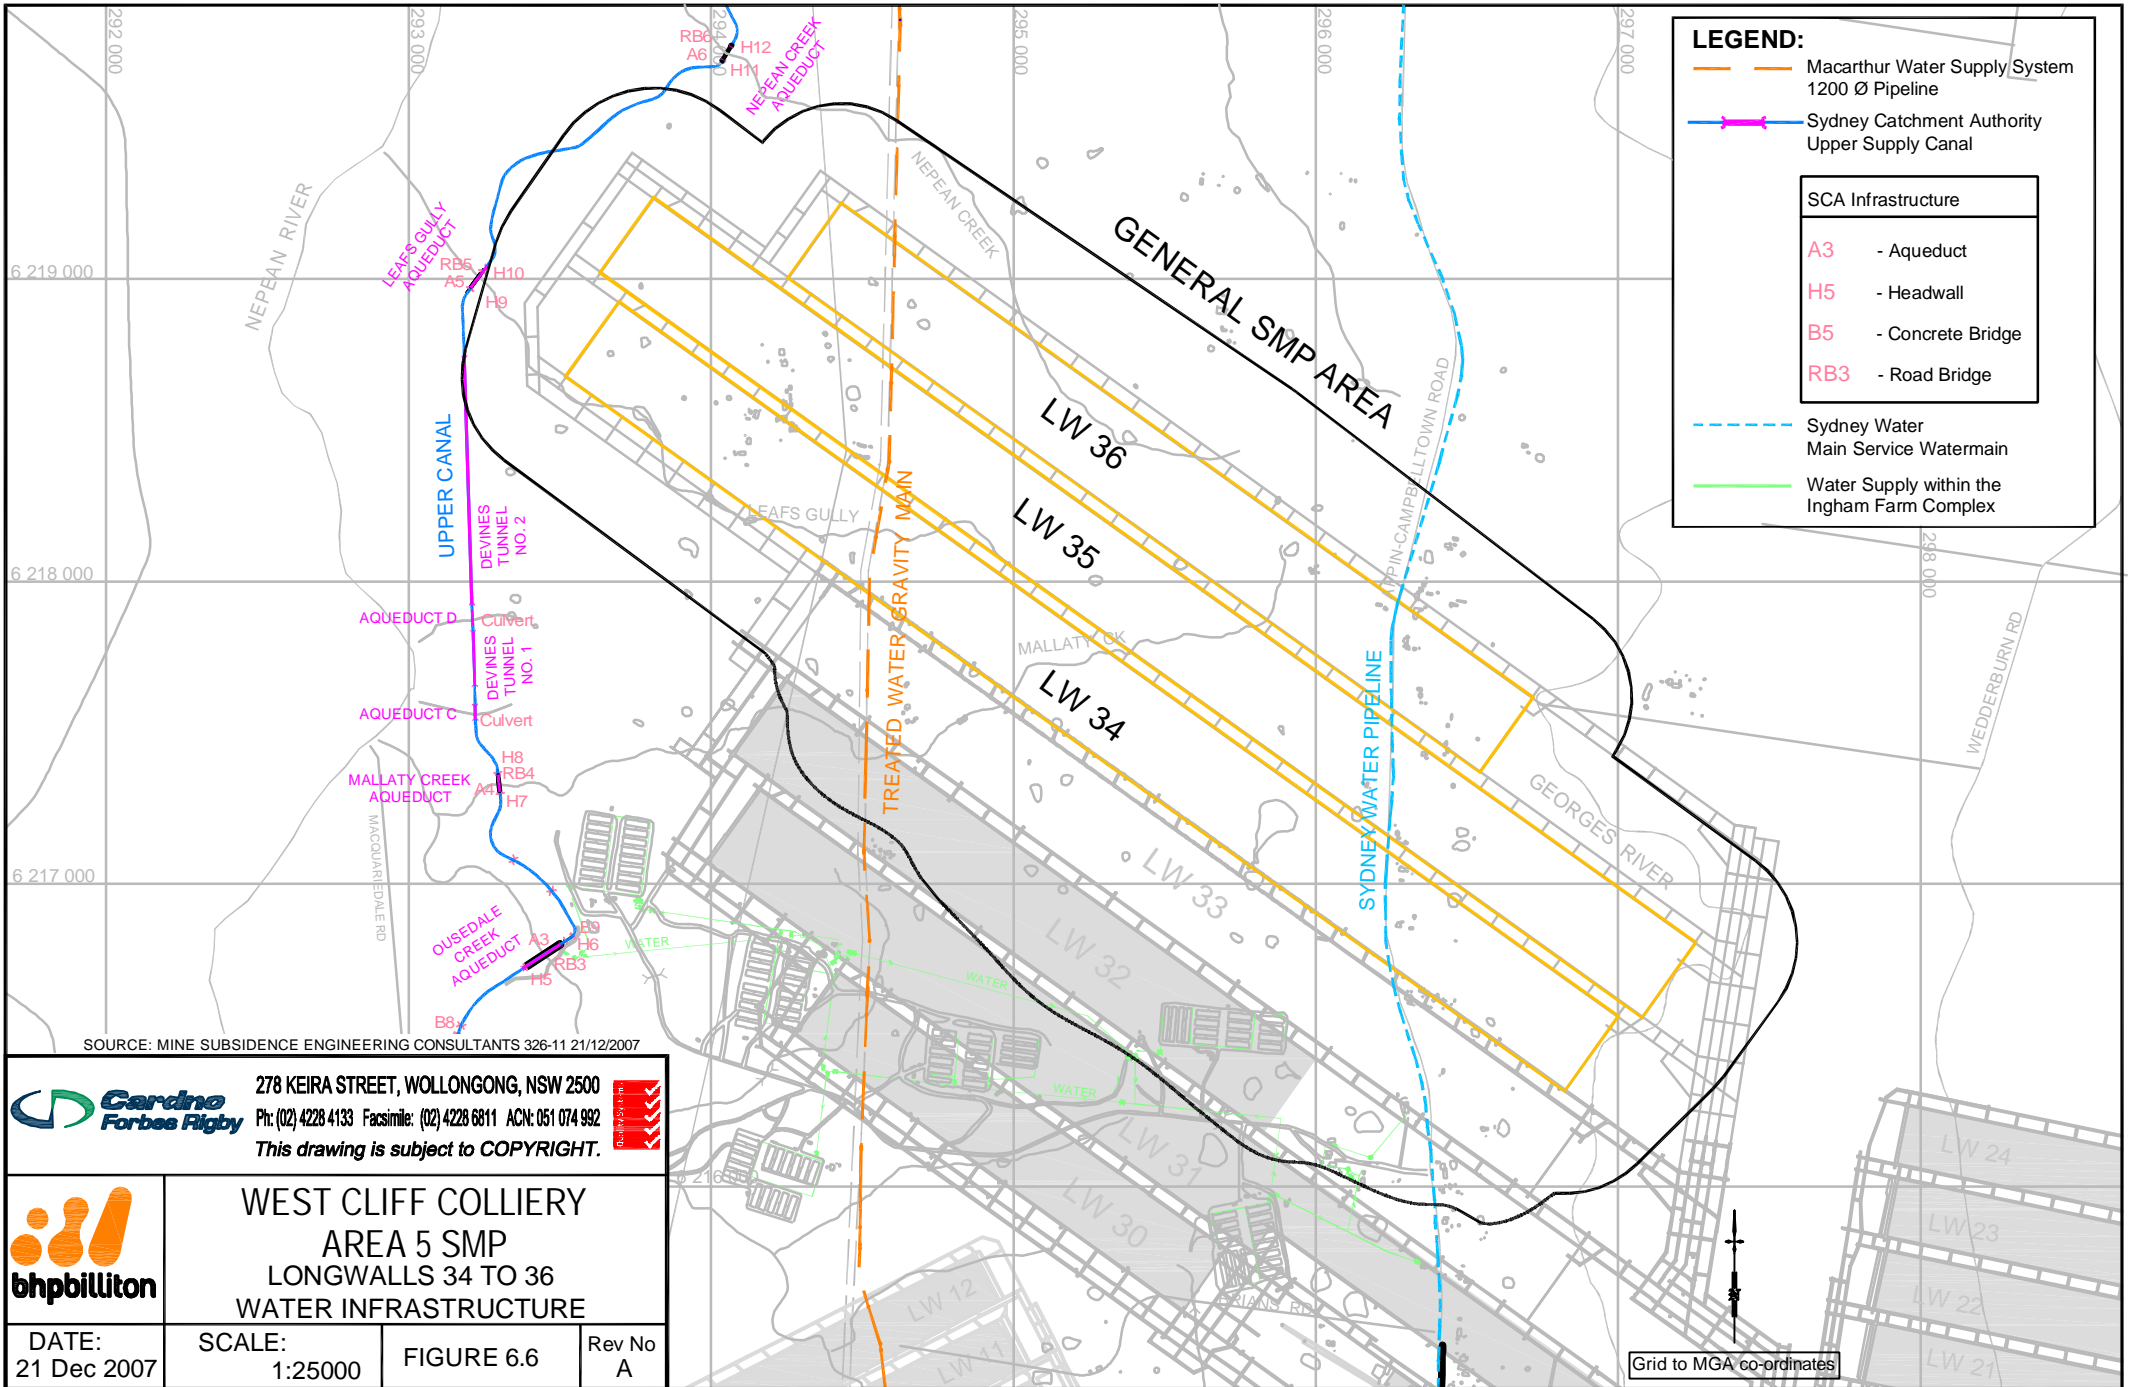 292 000
293 000
294 000
295 000
296 000
297 000
298 000
6 219 000
6 218 000
6 217 000
RB6
A6
H12
H11
NEPEAN CREEK
AQUEDUCT
NEPEAN RIVER
LEAFS GULLY
AQUEDUCT
RB5
A5
H10
H9
NEPEAN CREEK
GENERAL SMP AREA
LW 36
LW 35
LW 34
LW 33
LW 32
LW 31
LW 30
UPPER CANAL
DEVINES
TUNNEL
NO. 2
LEAFS GULLY
TREATED WATER GRAVITY MAIN
AQUEDUCT D
Culvert
DEVINES
TUNNEL
NO. 1
AQUEDUCT C
Culvert
MALLATY CK
H8
RB4
MALLATY CREEK
AQUEDUCT
A4
H7
MACQUARIEDALE RD
OUSEDALE
CREEK
AQUEDUCT
A3
B9
H6
RB3
H5
B8
WATER
WATER
WATER
SYDNEY WATER PIPELINE
GEORGES RIVER
WEDDERBURN RD
LW 24
LW 23
LW 22
LW 21
LW 12
LW 11
LEGEND:
Macarthur Water Supply System
1200 Ø Pipeline
Sydney Catchment Authority
Upper Supply Canal
SCA Infrastructure
A3 - Aqueduct
H5 - Headwall
B5 - Concrete Bridge
RB3 - Road Bridge
Sydney Water
Main Service Watermain
Water Supply within the
Ingham Farm Complex
SOURCE: MINE SUBSIDENCE ENGINEERING CONSULTANTS 326-11 21/12/2007
Cardno
Forbes Rigby
278 KEIRA STREET, WOLLONGONG, NSW 2500
Ph: (02) 4228 4133 Facsimile: (02) 4228 6811 ACN: 051 074 992
This drawing is subject to COPYRIGHT.
bhpbilliton
WEST CLIFF COLLIERY
AREA 5 SMP
LONGWALLS 34 TO 36
WATER INFRASTRUCTURE
DATE:
21 Dec 2007
SCALE:
1:25000
FIGURE 6.6
Rev No
A
Grid to MGA co-ordinates